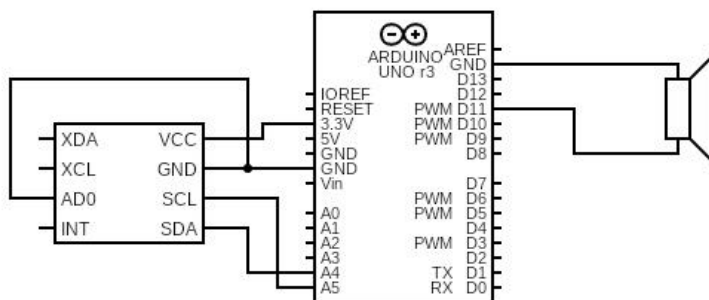 ARDUINO
UNO r3
AREF
GND
D13
IOREF
D12
RESET
PWM D11
XDA
VCC
3.3V
PWM D10
5V
PWM D9
GND
D8
XCL
GND
GND
Vin
D7
AD0
SCL
PWM D6
A0
PWM D5
INT
SDA
A1
D4
A2
PWM D3
A3
D2
A4
TX D1
A5
RX D0